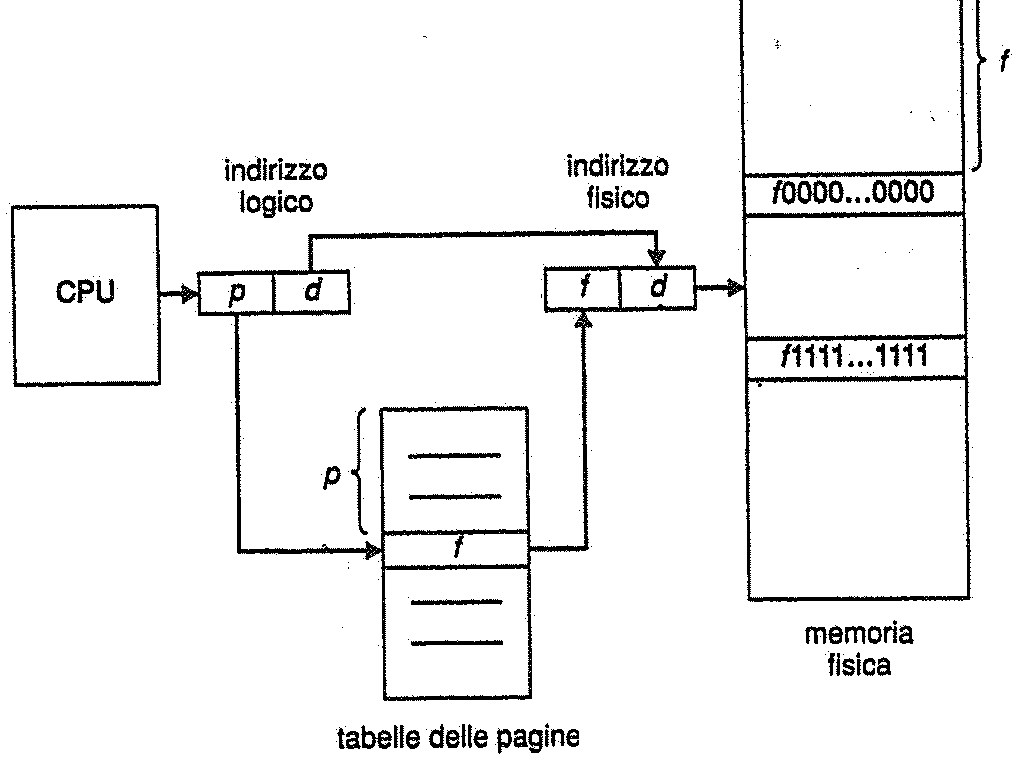 f
indirizzo
logico
indirizzo
fisico
f0000...0000
CPU
p d
f d
f1111...1111
p
f
memoria
fisica
tabelle delle pagine